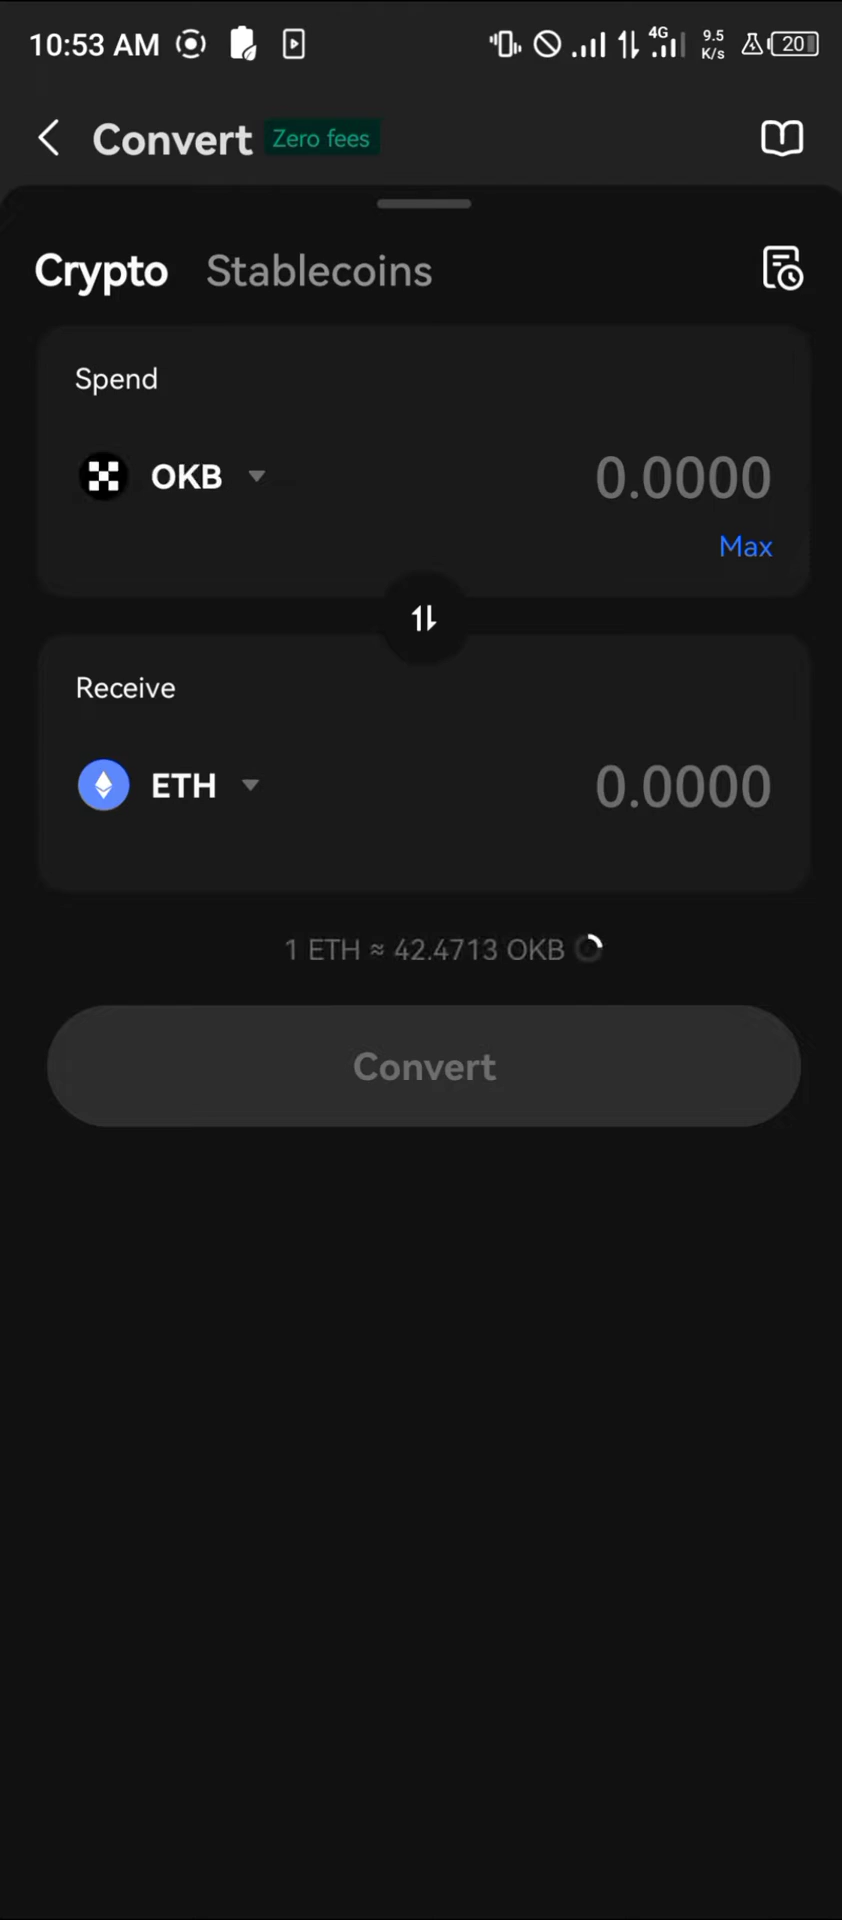 10:53 AM 4G 9.5 K/s 20
Convert Zero fees
Crypto Stablecoins
Spend
OKB 0.0000
Max
Receive
ETH 0.0000
1 ETH ≈ 42.4713 OKB
Convert